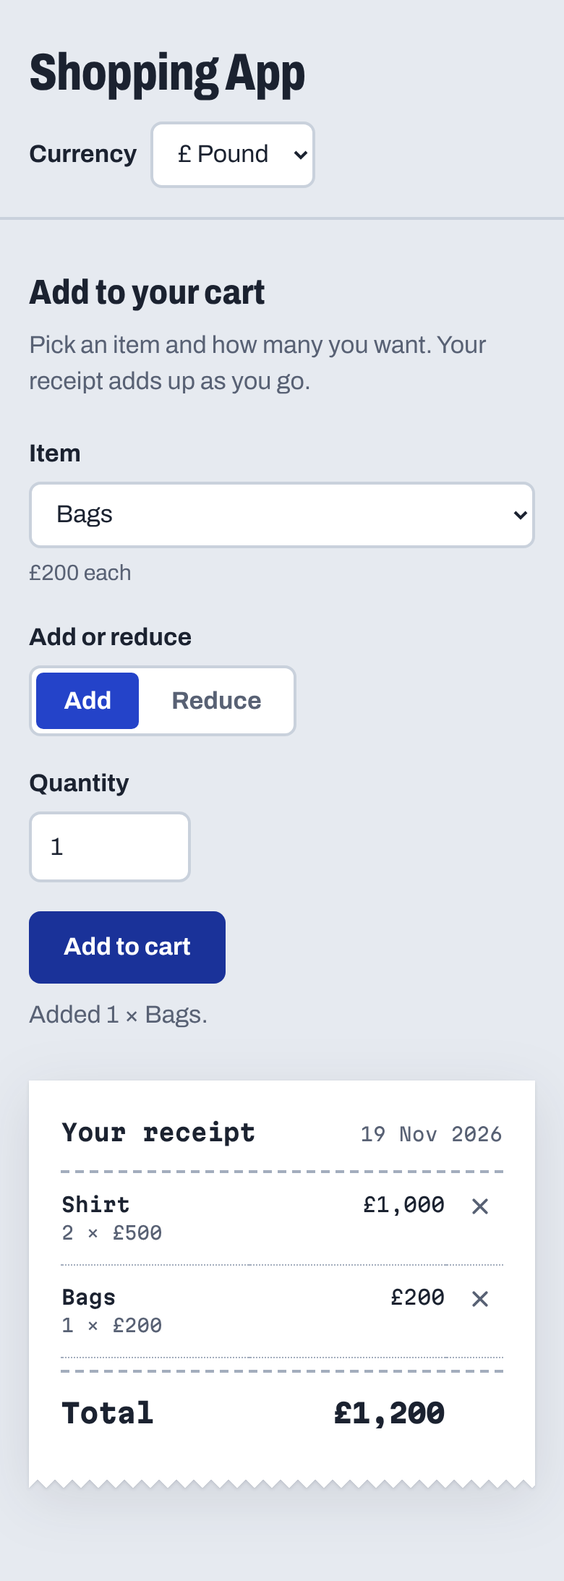 Shopping App
Currency £ Pound
Add to your cart
Pick an item and how many you want. Your
receipt adds up as you go.
Item
Bags
£200 each
Add or reduce
Add Reduce
Quantity
1
Add to cart
Added 1 × Bags.
Your receipt 19 Nov 2026
Shirt £1,000 ×
2 × £500
Bags £200 ×
1 × £200
Total £1,200